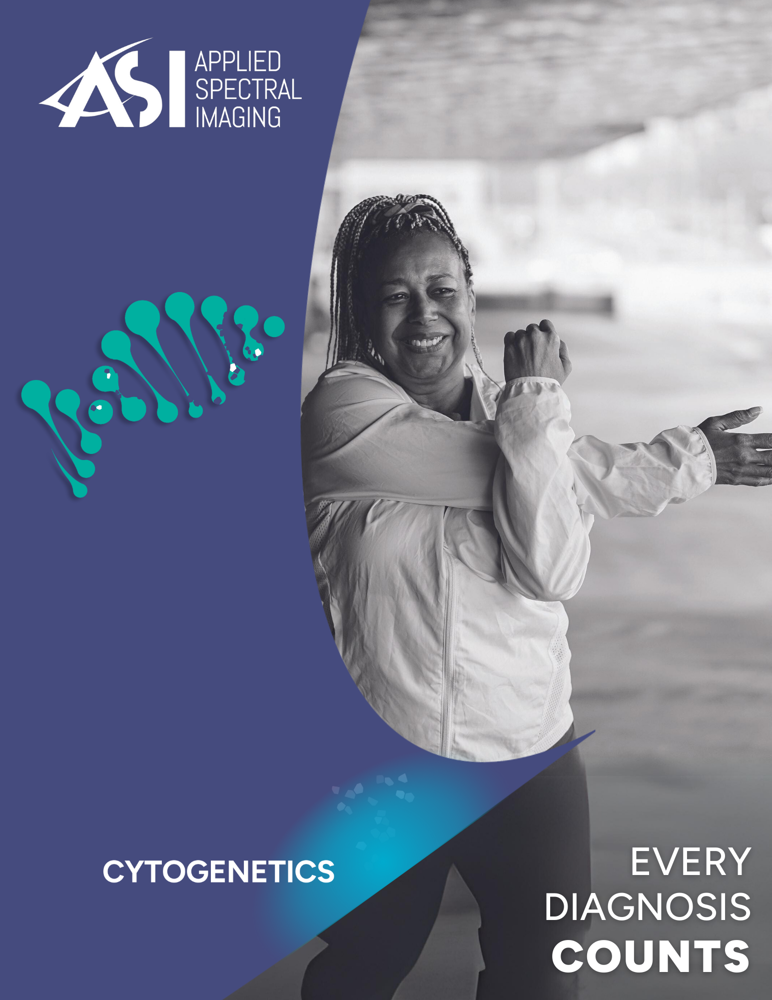 ASI
APPLIED
SPECTRAL
IMAGING
CYTOGENETICS
EVERY
DIAGNOSIS
COUNTS